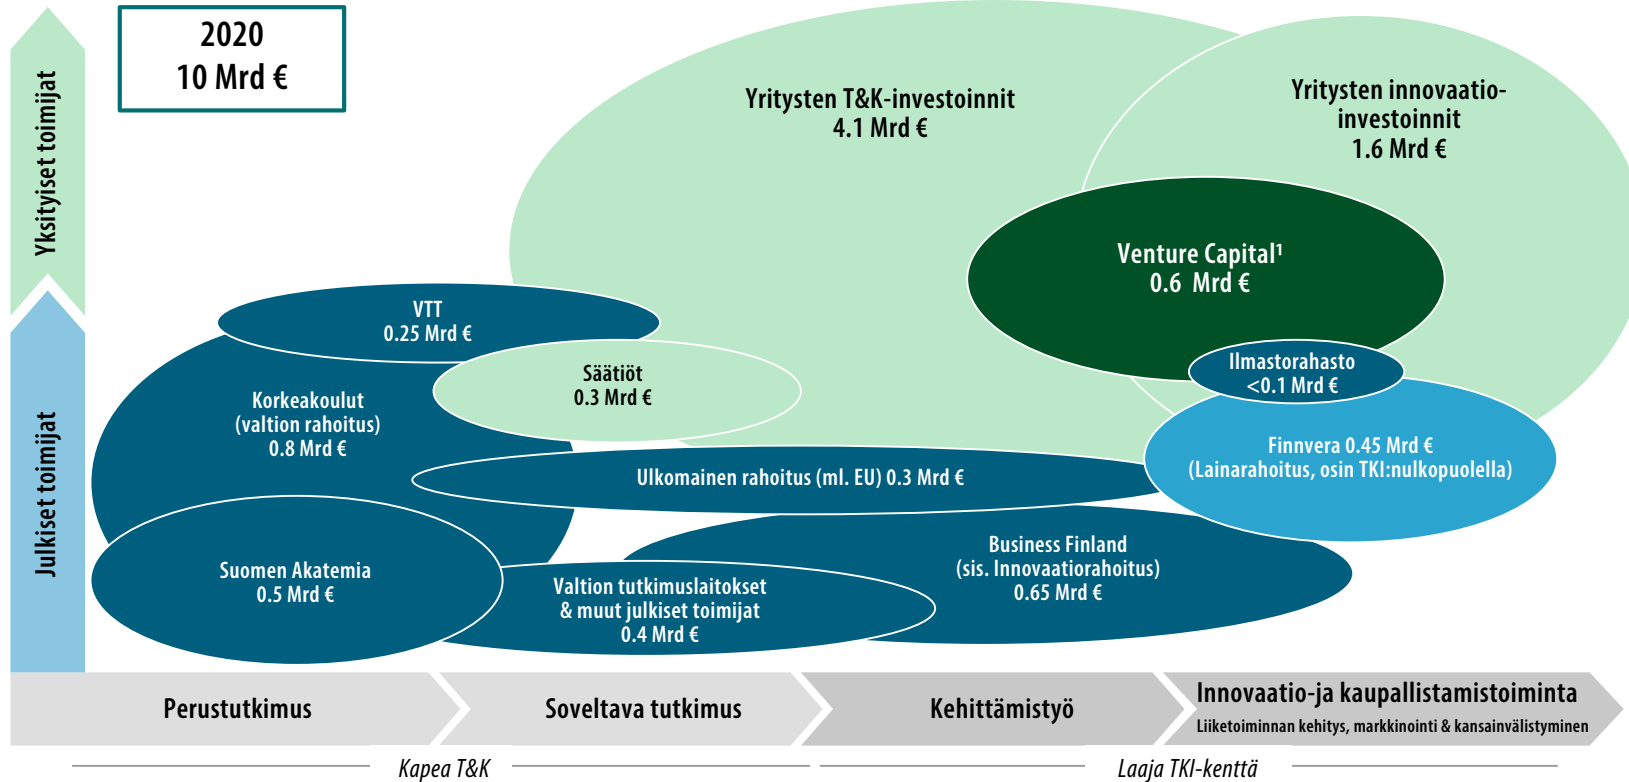 2020
10 Mrd €
Yksityiset toimijat
Julkiset toimijat
Yritysten T&K-investoinnit
4.1 Mrd €
Yritysten innovaatio-
investoinnit
1.6 Mrd €
Venture Capital¹
0.6 Mrd €
VTT
0.25 Mrd €
Säätiöt
0.3 Mrd €
Ilmastorahasto
<0.1 Mrd €
Korkeakoulut
(valtion rahoitus)
0.8 Mrd €
Finnvera 0.45 Mrd €
(Lainarahoitus, osin TKI:nulkopuolella)
Ulkomainen rahoitus (ml. EU) 0.3 Mrd €
Suomen Akatemia
0.5 Mrd €
Valtion tutkimuslaitokset
& muut julkiset toimijat
0.4 Mrd €
Business Finland
(sis. Innovaatiorahoitus)
0.65 Mrd €
Perustutkimus
Soveltava tutkimus
Kehittämistyö
Innovaatio-ja kaupallistamistoiminta
Liiketoiminnan kehitys, markkinointi & kansainvälistyminen
Kapea T&K
Laaja TKI-kenttä